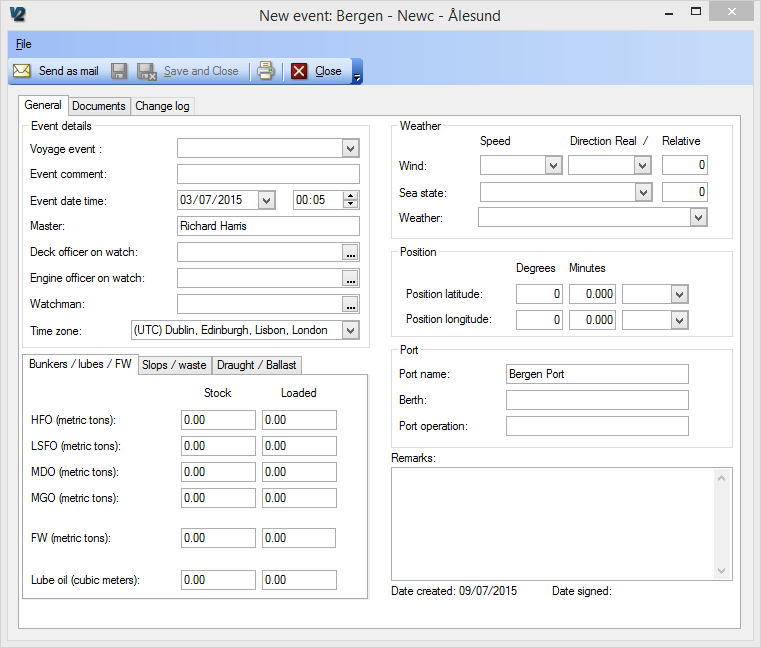 V2
New event: Bergen - Newc - Ålesund
File
Send as mail Save and Close Close
General Documents Change log
Event details
Voyage event :
Event comment:
Event date time: 03/07/2015 00:05
Master: Richard Harris
Deck officer on watch: ...
Engine officer on watch: ...
Watchman: ...
Time zone: (UTC) Dublin, Edinburgh, Lisbon, London
Bunkers / lubes / FW Slops / waste Draught / Ballast
Stock Loaded
HFO (metric tons): 0.00 0.00
LSFO (metric tons): 0.00 0.00
MDO (metric tons): 0.00 0.00
MGO (metric tons): 0.00 0.00
FW (metric tons): 0.00 0.00
Lube oil (cubic meters): 0.00 0.00
Weather
Speed Direction Real / Relative
Wind: 0
Sea state: 0
Weather:
Position
Degrees Minutes
Position latitude: 0 0.000
Position longitude: 0 0.000
Port
Port name: Bergen Port
Berth:
Port operation:
Remarks:
Date created: 09/07/2015 Date signed: